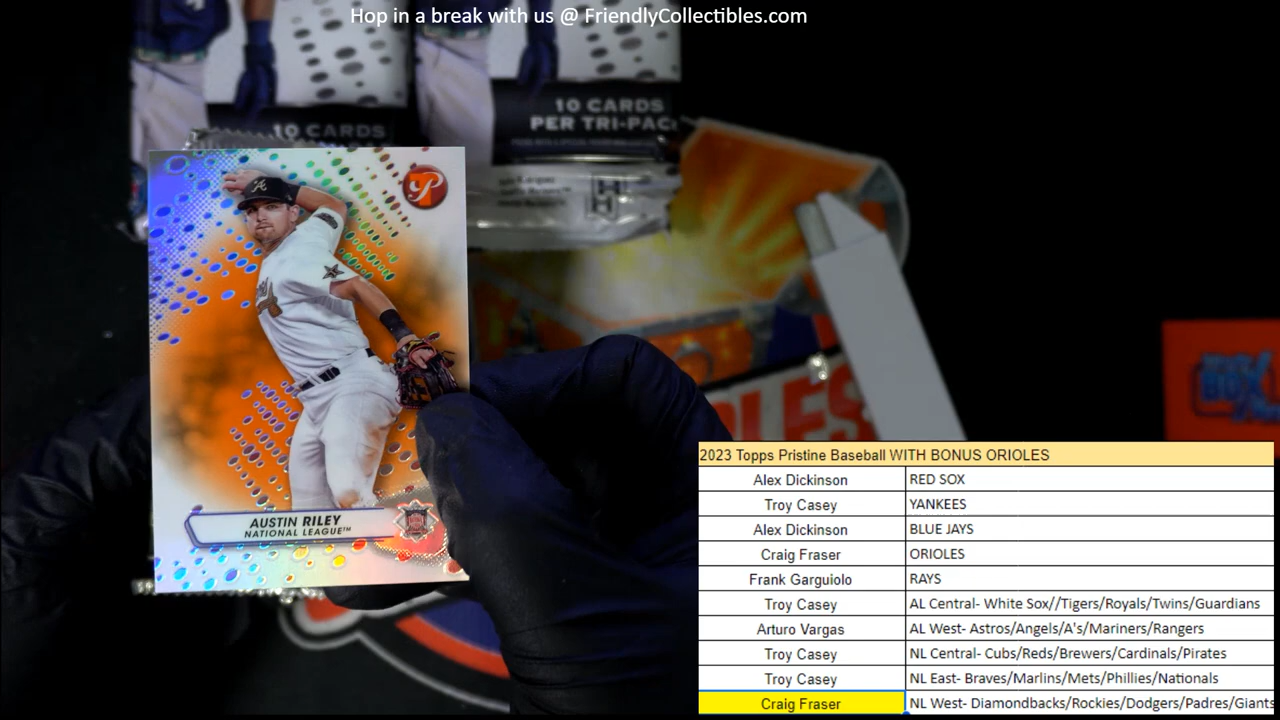 Hop in a break with us @ FriendlyCollectibles.com
10 CARDS
10 CARDS
PER TRI-PACK
P
A
AUSTIN RILEY
NATIONAL LEAGUE™
BOX
2023 Topps Pristine Baseball WITH BONUS ORIOLES
Alex Dickinson RED SOX
Troy Casey YANKEES
Alex Dickinson BLUE JAYS
Craig Fraser ORIOLES
Frank Garguiolo RAYS
Troy Casey AL Central- White Sox//Tigers/Royals/Twins/Guardians
Arturo Vargas AL West- Astros/Angels/A's/Mariners/Rangers
Troy Casey NL Central- Cubs/Reds/Brewers/Cardinals/Pirates
Troy Casey NL East- Braves/Marlins/Mets/Phillies/Nationals
Craig Fraser NL West- Diamondbacks/Rockies/Dodgers/Padres/Giants